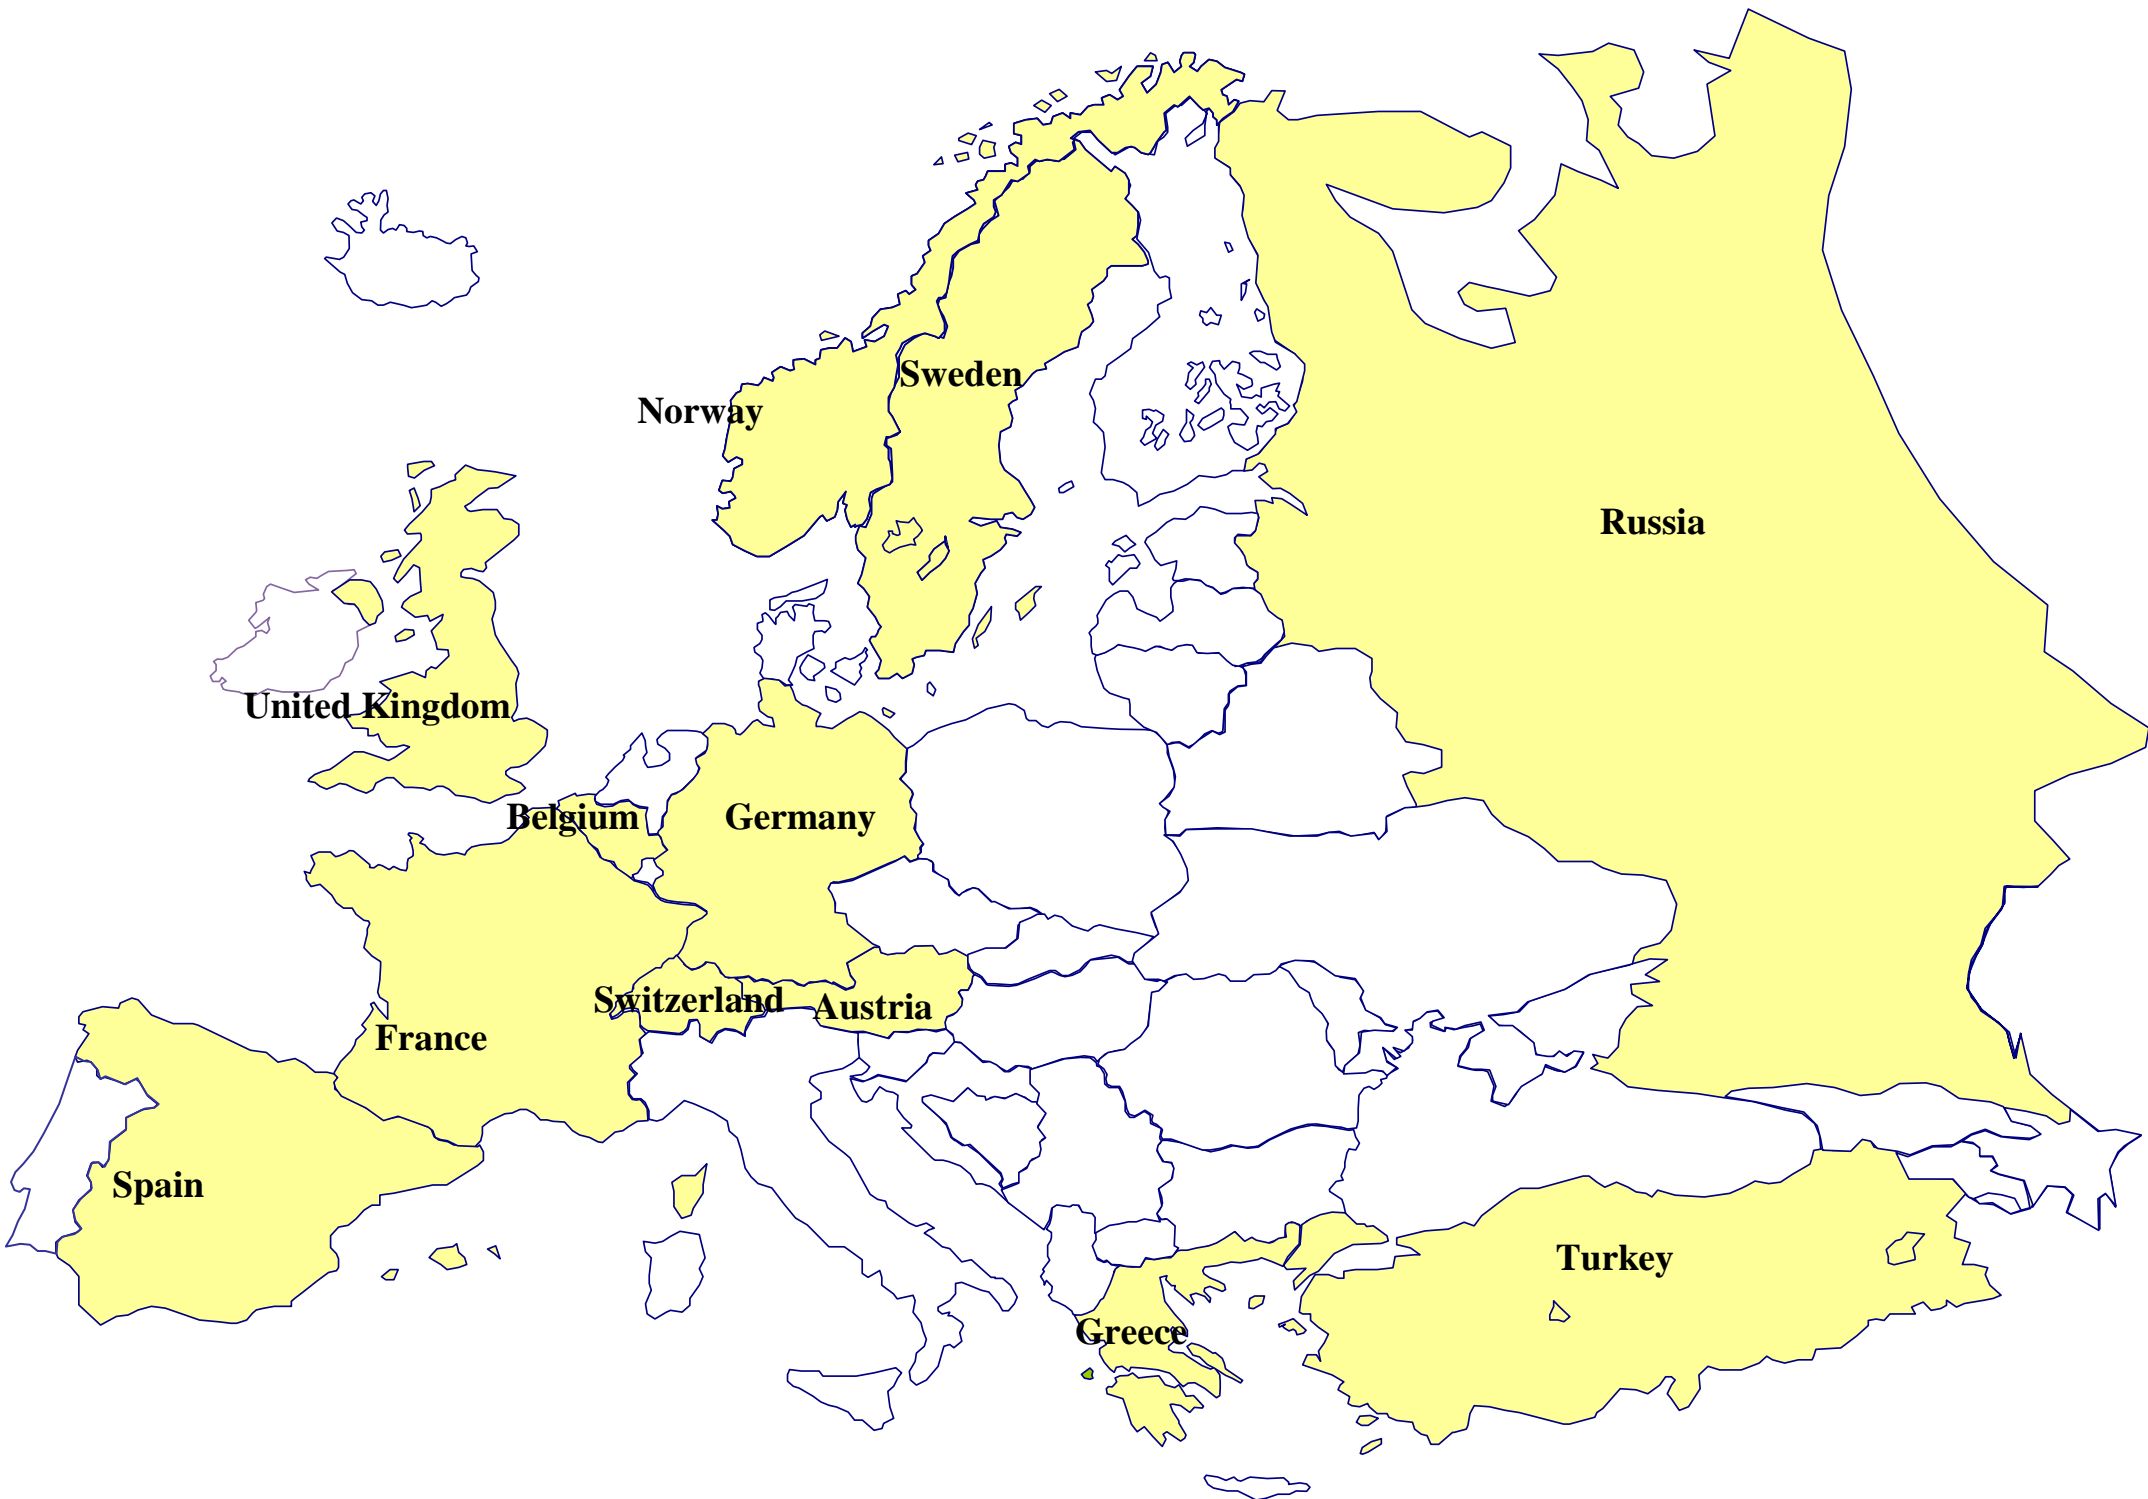 Sweden
Norway
Russia
United Kingdom
Belgium
Germany
Switzerland
Austria
France
Spain
Turkey
Greece